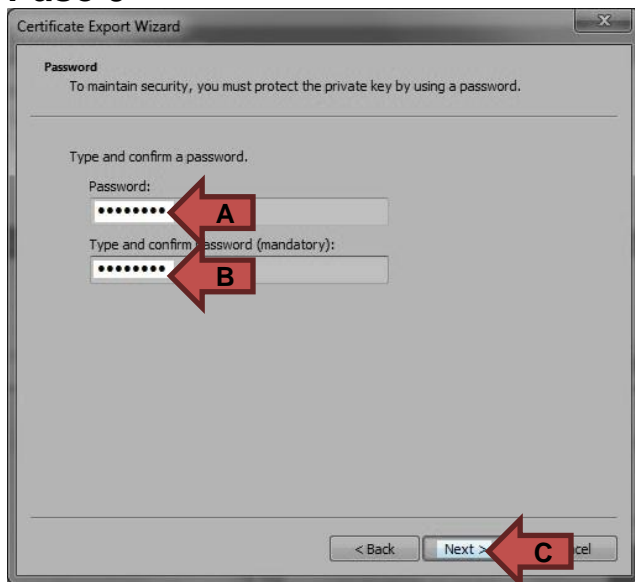 Certificate Export Wizard
Password
To maintain security, you must protect the private key by using a password.
Type and confirm a password.
Password:
•••••••• A
Type and confirm password (mandatory):
•••••••• B
< Back Next > C cel